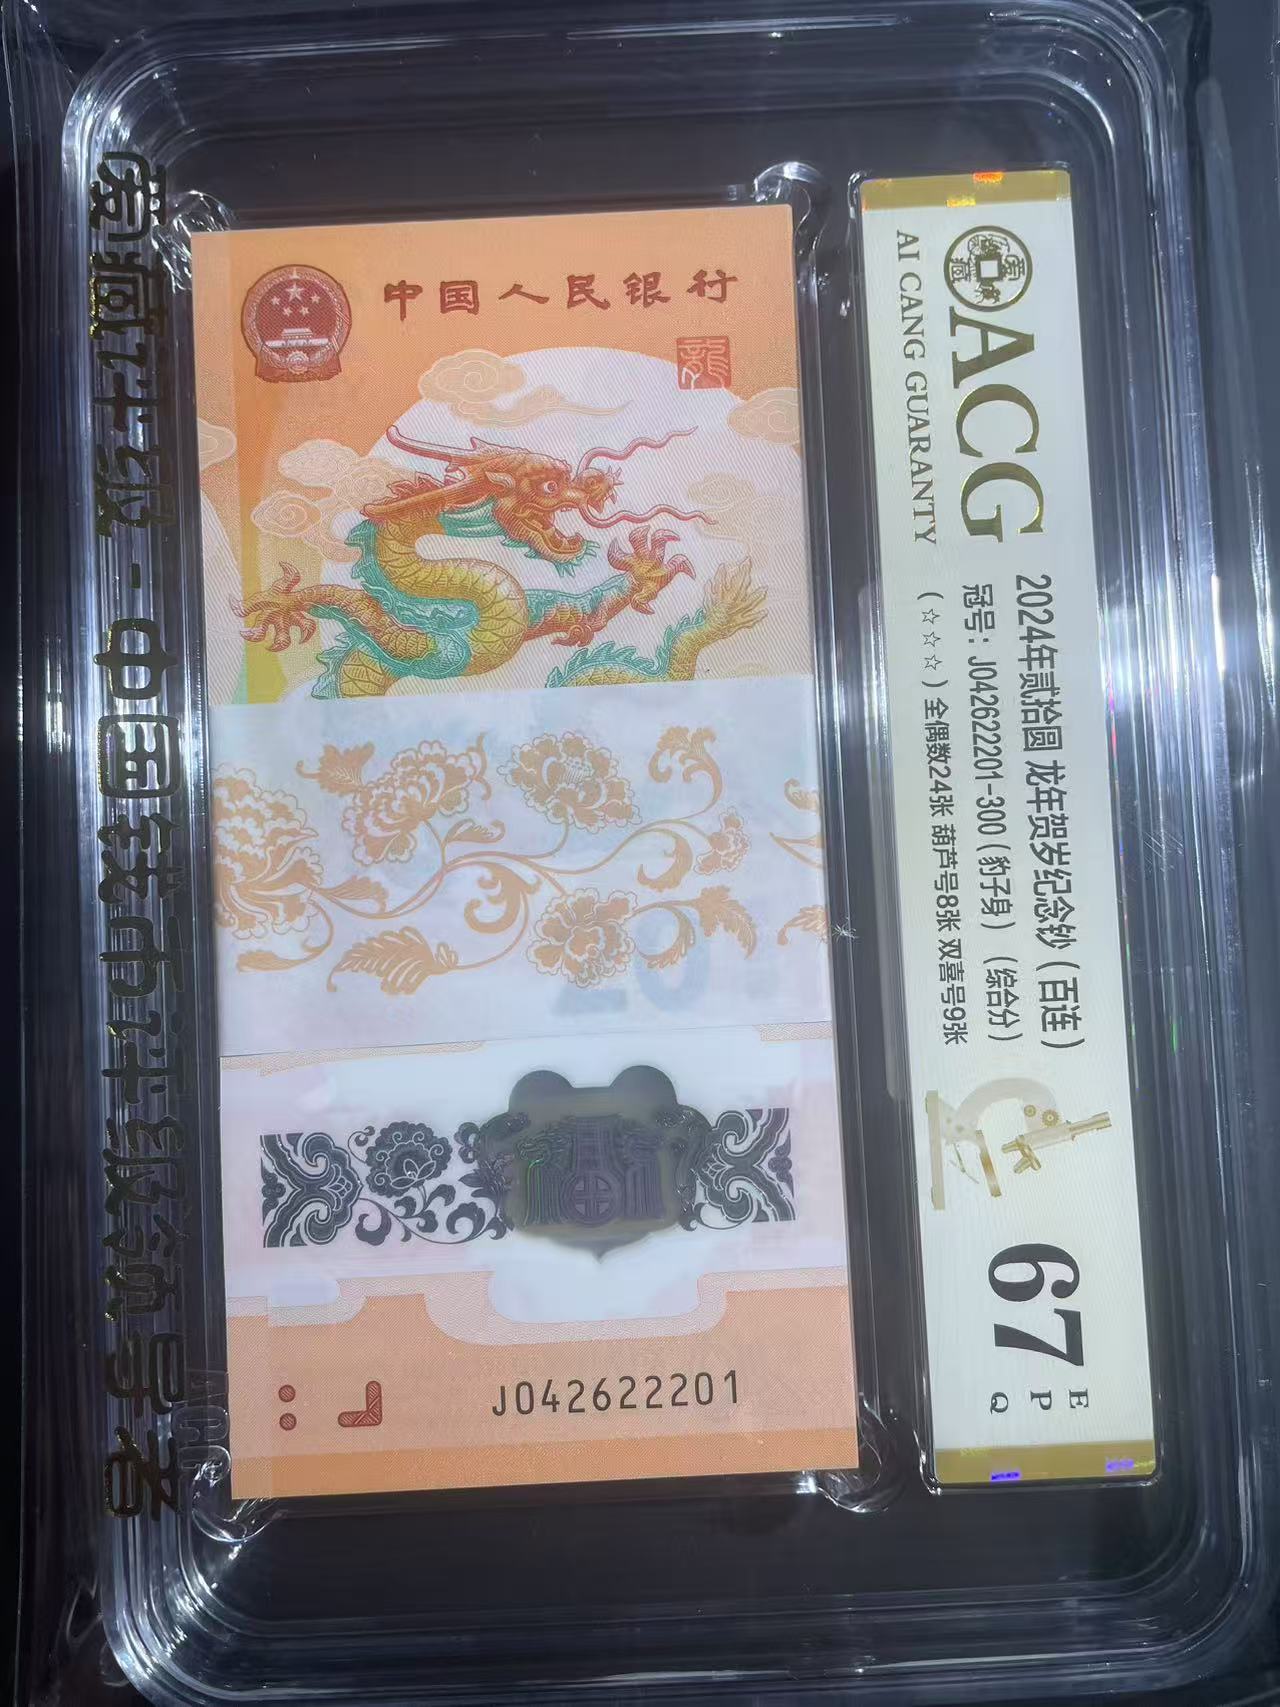 爱藏评级-中国钱币评级领导者
中国人民银行
龍
20
J042622201
ACG
AI CANG GUARANTY
2024年贰拾圆 龙年贺岁纪念钞（百连）
冠号：J042622201-300（豹子身）（综合分）
（☆☆☆）全偶数24张 葫芦号8张 双喜号9张
67
E
P
Q